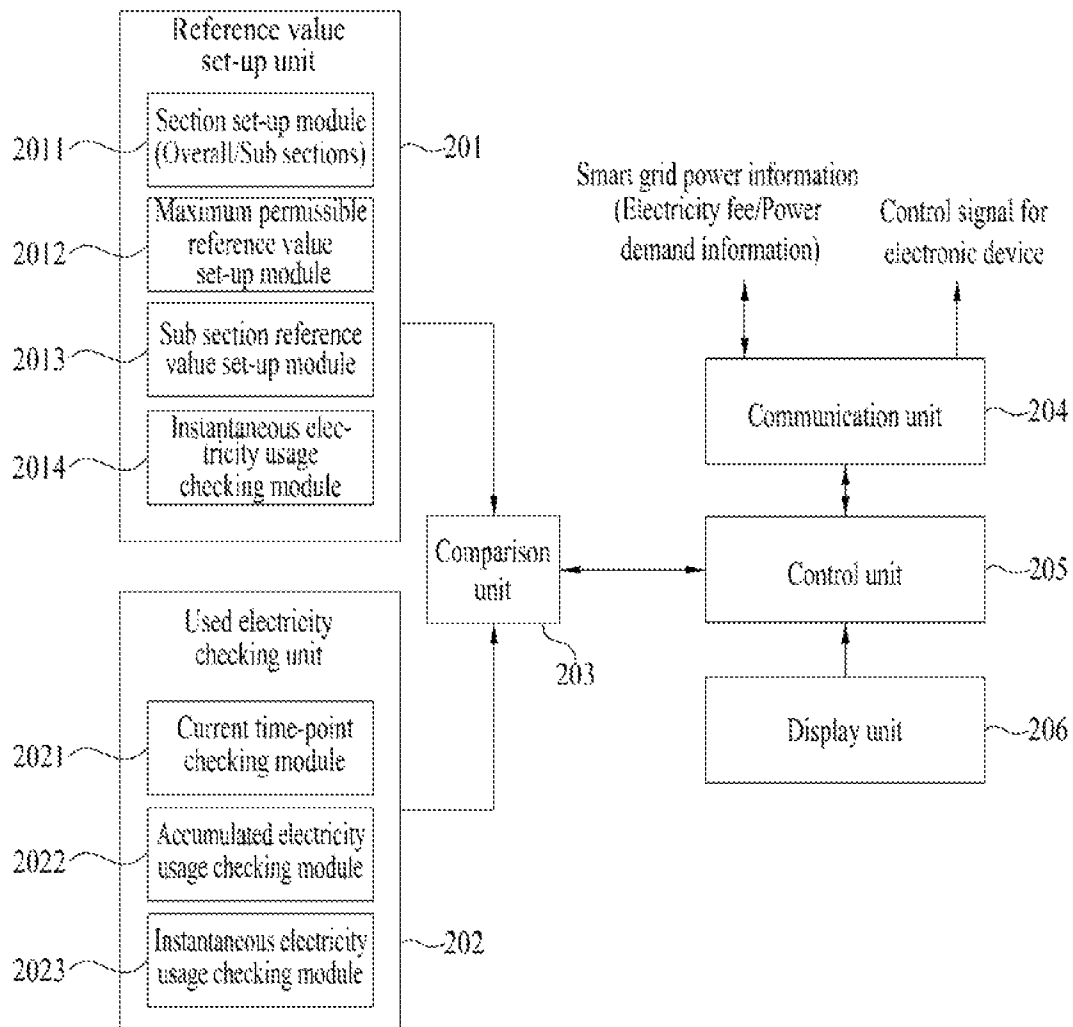 Reference value
set-up unit
2011
Section set-up module
(Overall/Sub sections)
201
2012
Maximum permissible
reference value
set-up module
2013
Sub section reference
value set-up module
2014
Instantaneous elec-
tricity usage
checking module
Used electricity
checking unit
2021
Current time-point
checking module
2022
Accumulated electricity
usage checking module
2023
Instantaneous electricity
usage checking module
202
Comparison
unit
203
Smart grid power information
(Electricity fee/Power
demand information)
Control signal for
electronic device
Communication unit
204
Control unit
205
Display unit
206